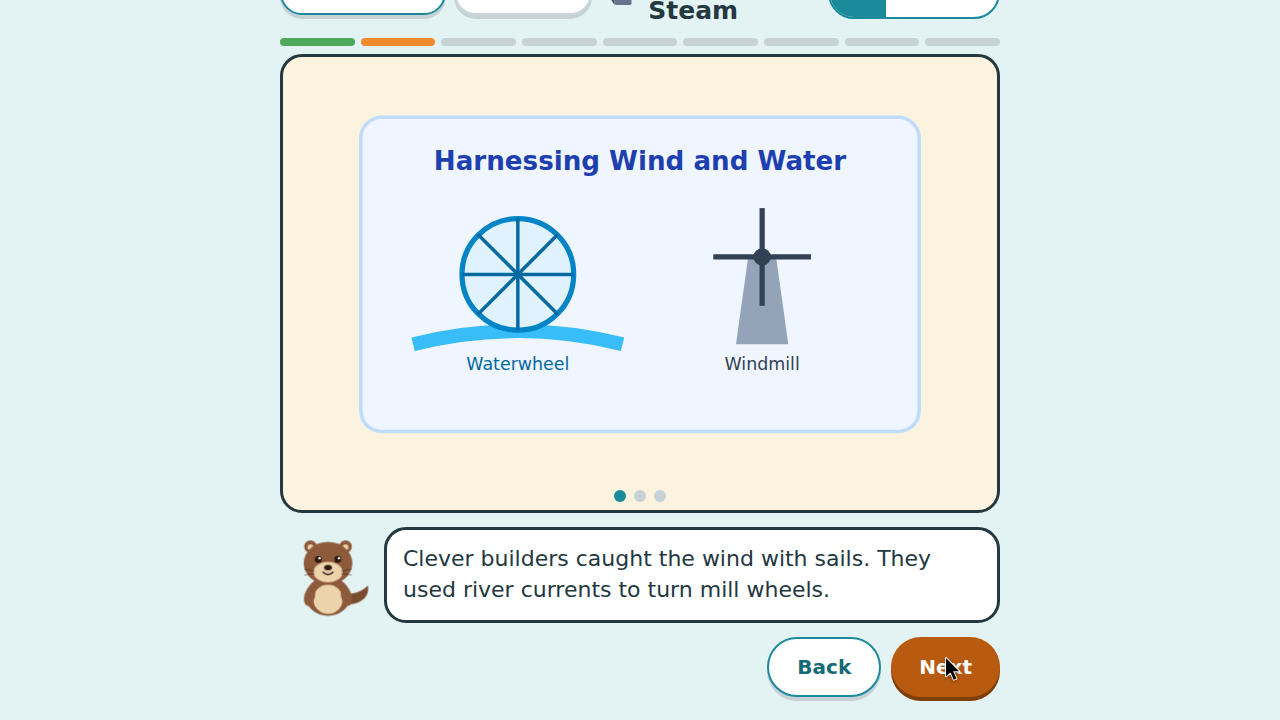 Steam
Harnessing Wind and Water
Waterwheel
Windmill
Clever builders caught the wind with sails. They
used river currents to turn mill wheels.
Back
Next